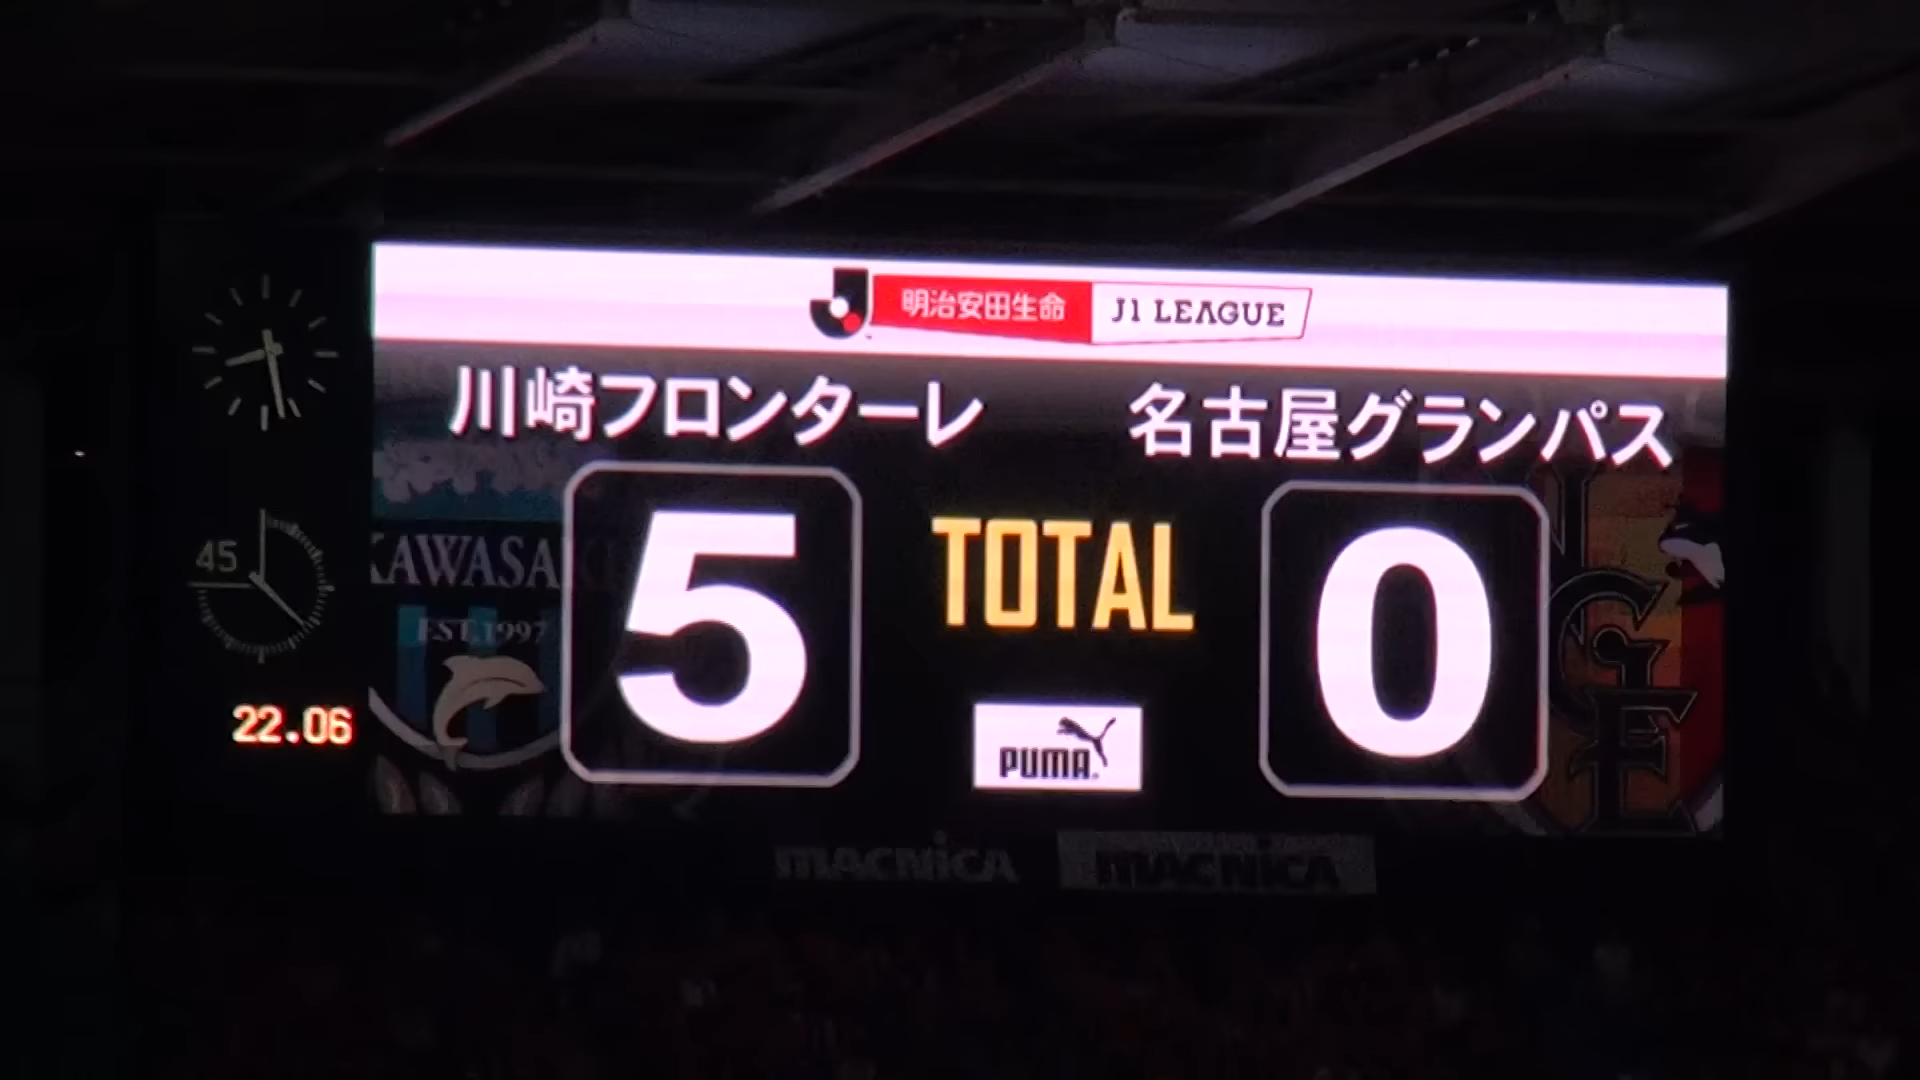 明治安田生命 J1 LEAGUE
川崎フロンターレ 名古屋グランパス
45
KAWASAKI
EST.1997
5 TOTAL 0
22.06
PUMA
MACNICA MACNICA